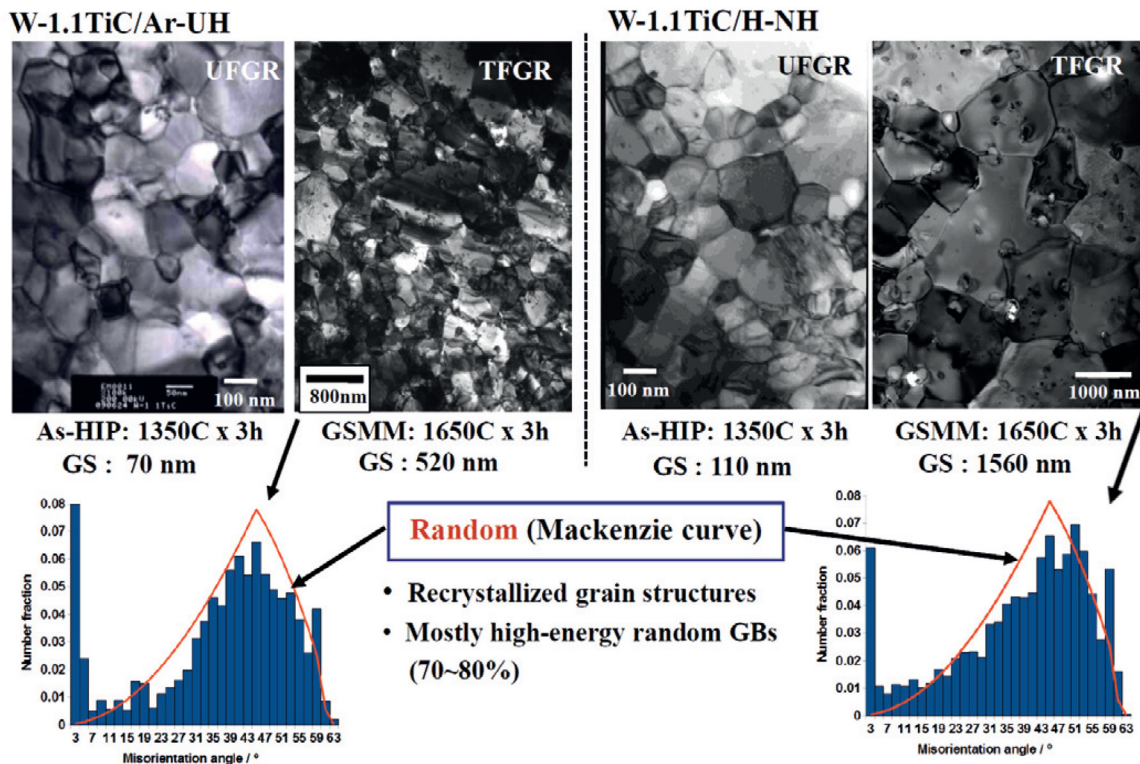 W-1.1TiC/Ar-UH
W-1.1TiC/H-NH
UFGR
TFGR
UFGR
TFGR
100 nm
800nm
100 nm
1000 nm
As-HIP: 1350C x 3h
GS : 70 nm
GSMM: 1650C x 3h
GS : 520 nm
As-HIP: 1350C x 3h
GS : 110 nm
GSMM: 1650C x 3h
GS : 1560 nm
Random (Mackenzie curve)
• Recrystallized grain structures
• Mostly high-energy random GBs
(70~80%)
Number fraction
0.08
0.07
0.06
0.05
0.04
0.03
0.02
0.01
0
3 7 11 15 19 23 27 31 35 39 43 47 51 55 59 63
Misorientation angle / °
Number fraction
0.08
0.07
0.06
0.05
0.04
0.03
0.02
0.01
0
3 7 11 15 19 23 27 31 35 39 43 47 51 55 59 63
Misorientation angle / °